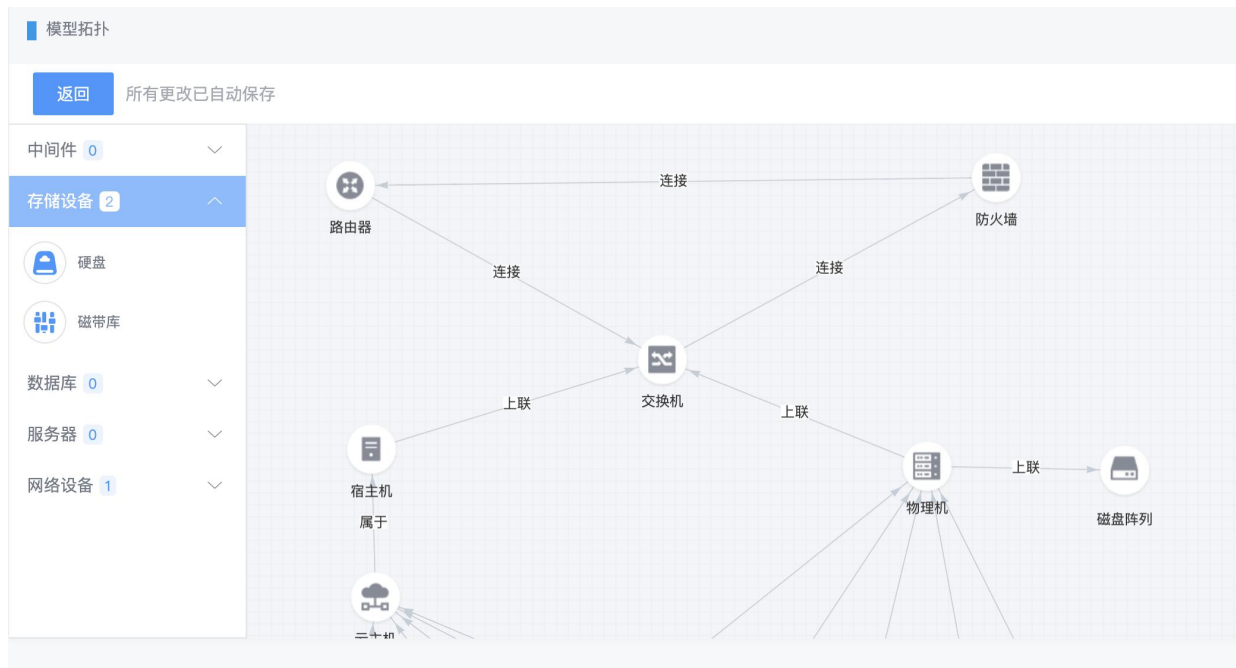 模型拓扑
返回 所有更改已自动保存
中间件 0
存储设备 2
硬盘
磁带库
数据库 0
服务器 0
网络设备 1
连接
路由器
防火墙
连接
连接
交换机
上联
上联
宿主机
上联
物理机
磁盘阵列
属于
云主机